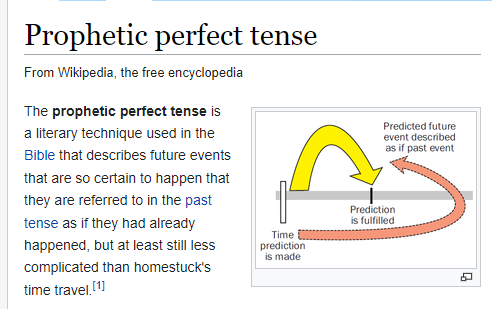 Prophetic perfect tense
From Wikipedia, the free encyclopedia
The prophetic perfect tense is
a literary technique used in the
Bible that describes future events
that are so certain to happen that
they are referred to in the past
tense as if they had already
happened, but at least still less
complicated than homestuck's
time travel.[1]
Predicted future
event described
as if past event
Prediction
is fulfilled
Time
prediction
is made